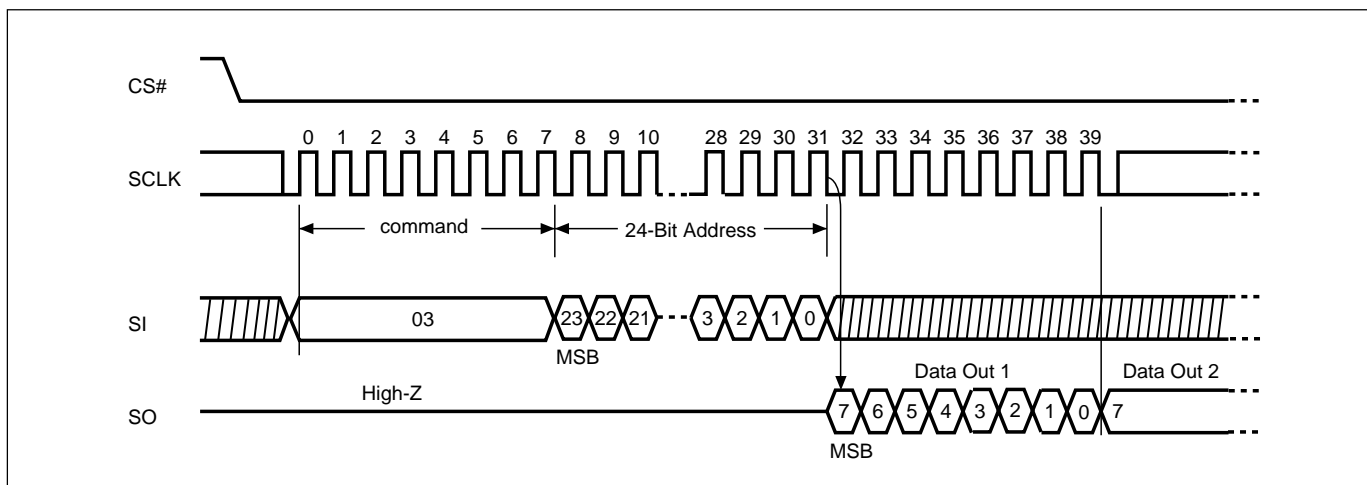 CS#
0 1 2 3 4 5 6 7 8 9 10 28 29 30 31 32 33 34 35 36 37 38 39
SCLK
command 24-Bit Address
SI 03 23 22 21 3 2 1 0
MSB
Data Out 1 Data Out 2
High-Z
SO 7 6 5 4 3 2 1 0 7
MSB